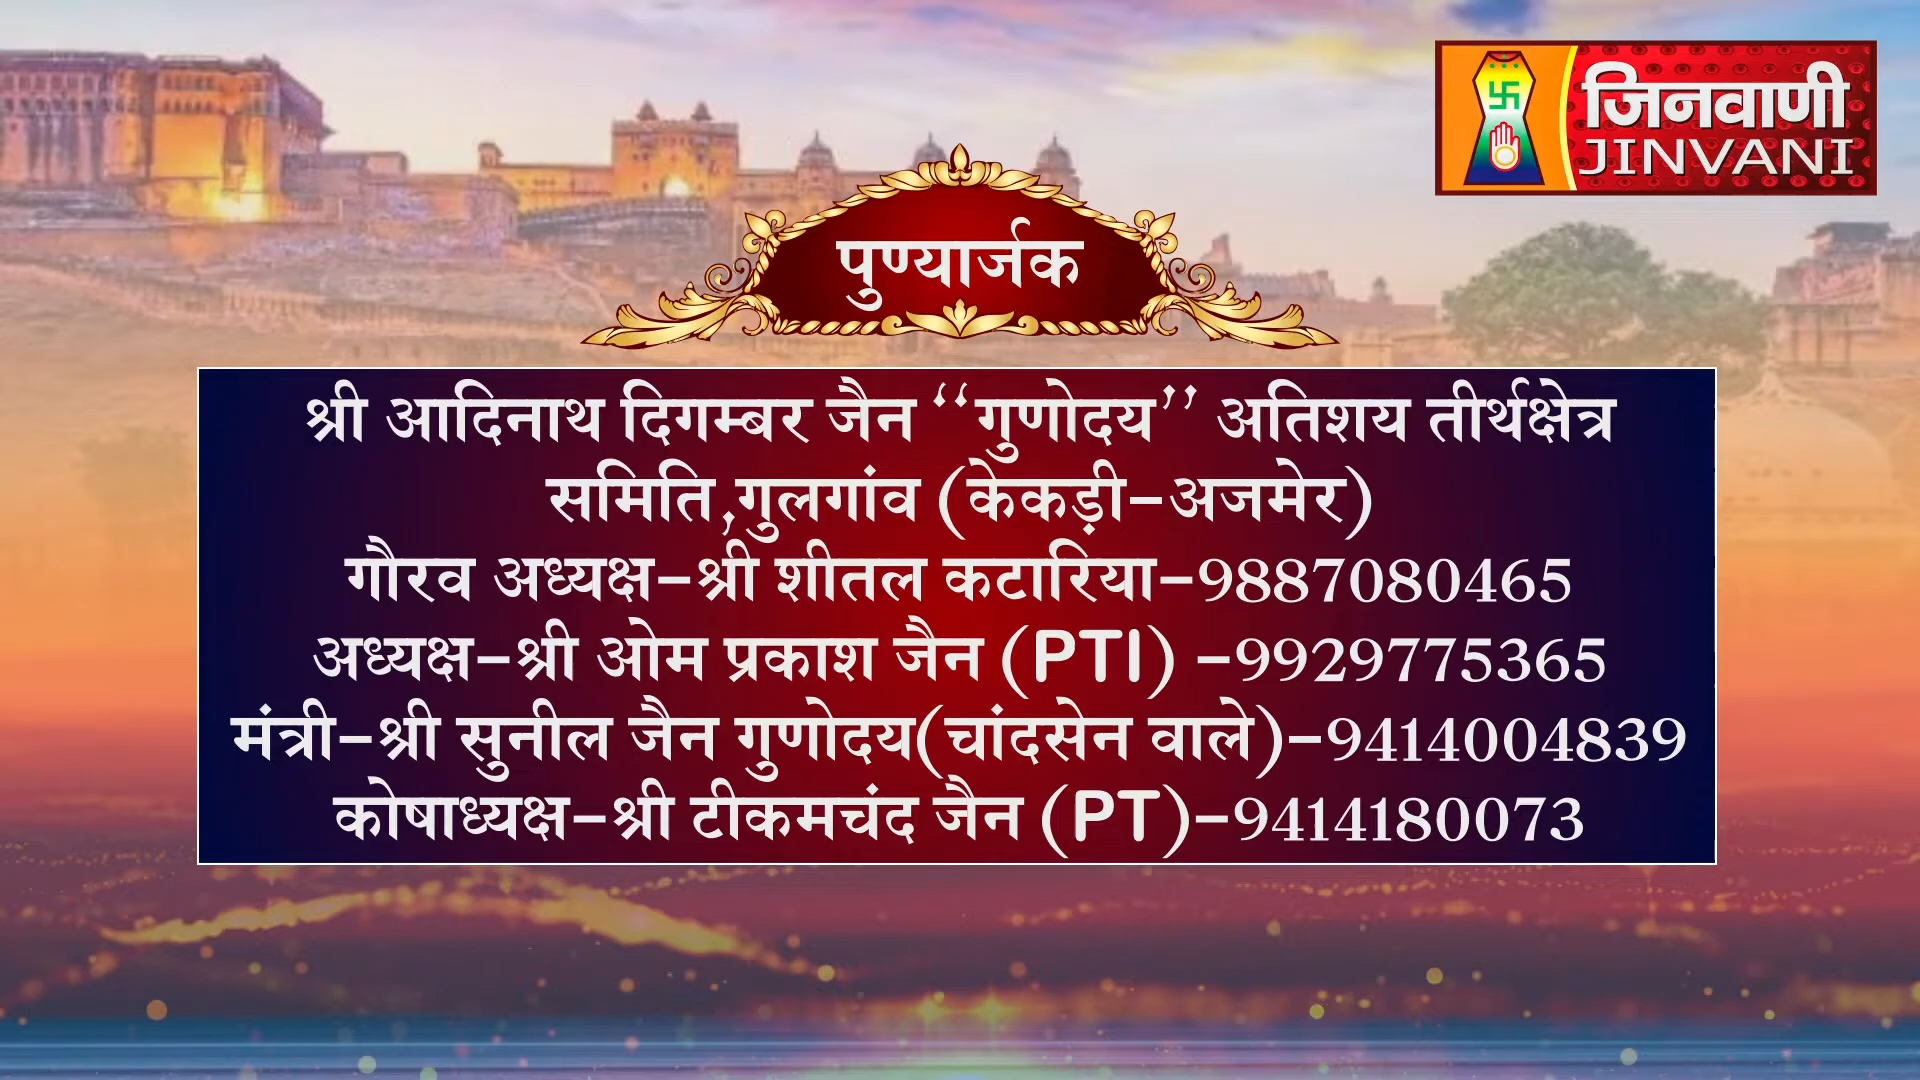 जिनवाणी
JINVANI
पुण्यार्जक
श्री आदिनाथ दिगम्बर जैन ‘‘गुणोदय’’ अतिशय तीर्थक्षेत्र
समिति,गुलगांव (केकड़ी-अजमेर)
गौरव अध्यक्ष-श्री शीतल कटारिया-9887080465
अध्यक्ष-श्री ओम प्रकाश जैन (PTI) -9929775365
मंत्री-श्री सुनील जैन गुणोदय(चांदसेन वाले)-9414004839
कोषाध्यक्ष-श्री टीकमचंद जैन (PT)-9414180073